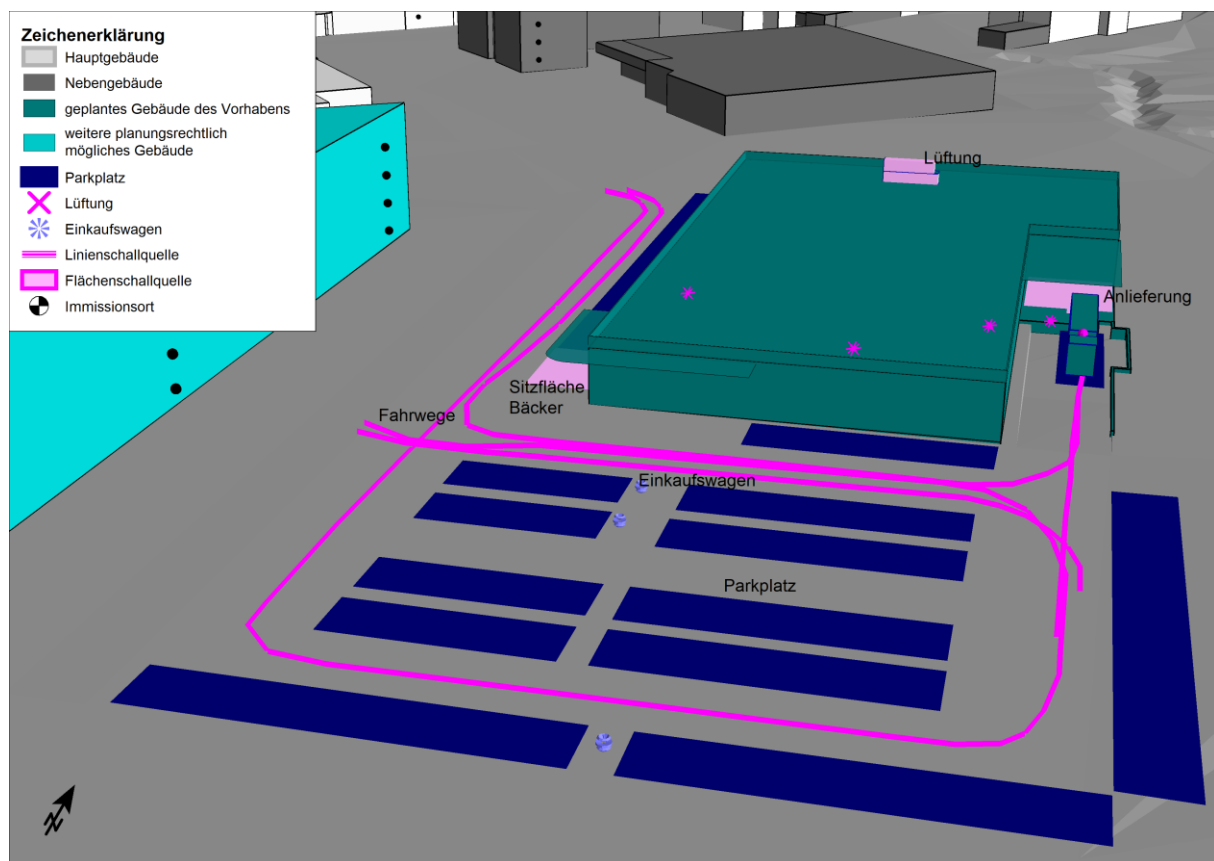 Zeichenerklärung
Hauptgebäude
Nebengebäude
geplantes Gebäude des Vorhabens
weitere planungsrechtlich
mögliches Gebäude
Parkplatz
Lüftung
Einkaufswagen
Linienschallquelle
Flächenschallquelle
Immissionsort
Lüftung
Anlieferung
Sitzfläche
Bäcker
Fahrwege
Einkaufswagen
Parkplatz
N